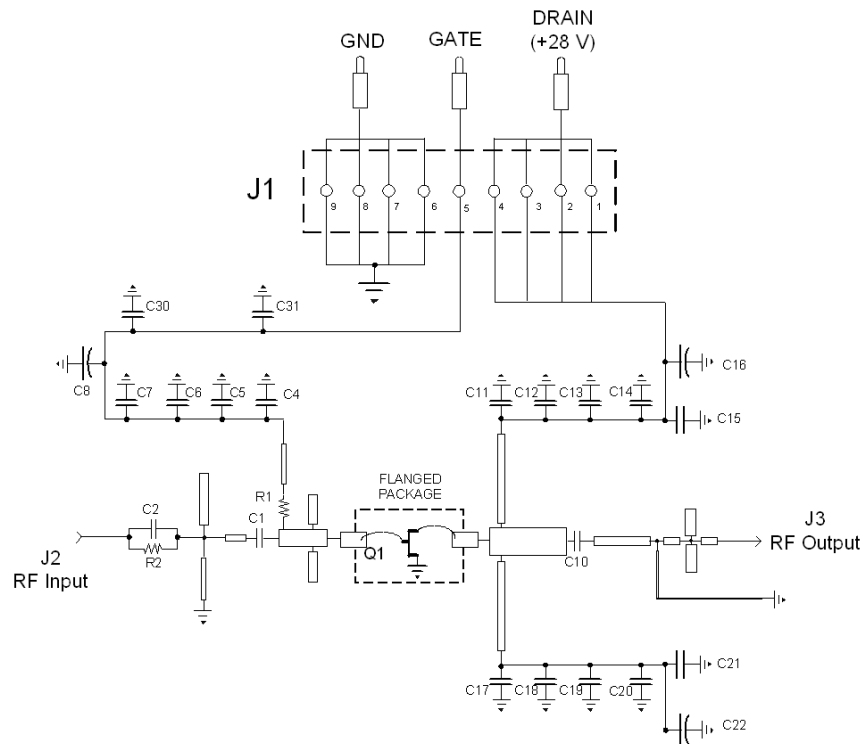 GND
GATE
DRAIN
(+28 V)
J1
9
8
7
6
5
4
3
2
1
C30
C31
C8
C7
C6
C5
C4
C16
C11
C12
C13
C14
C15
R1
FLANGED
PACKAGE
C2
R2
C1
Q1
C10
J2
RF Input
J3
RF Output
C17
C18
C19
C20
C21
C22